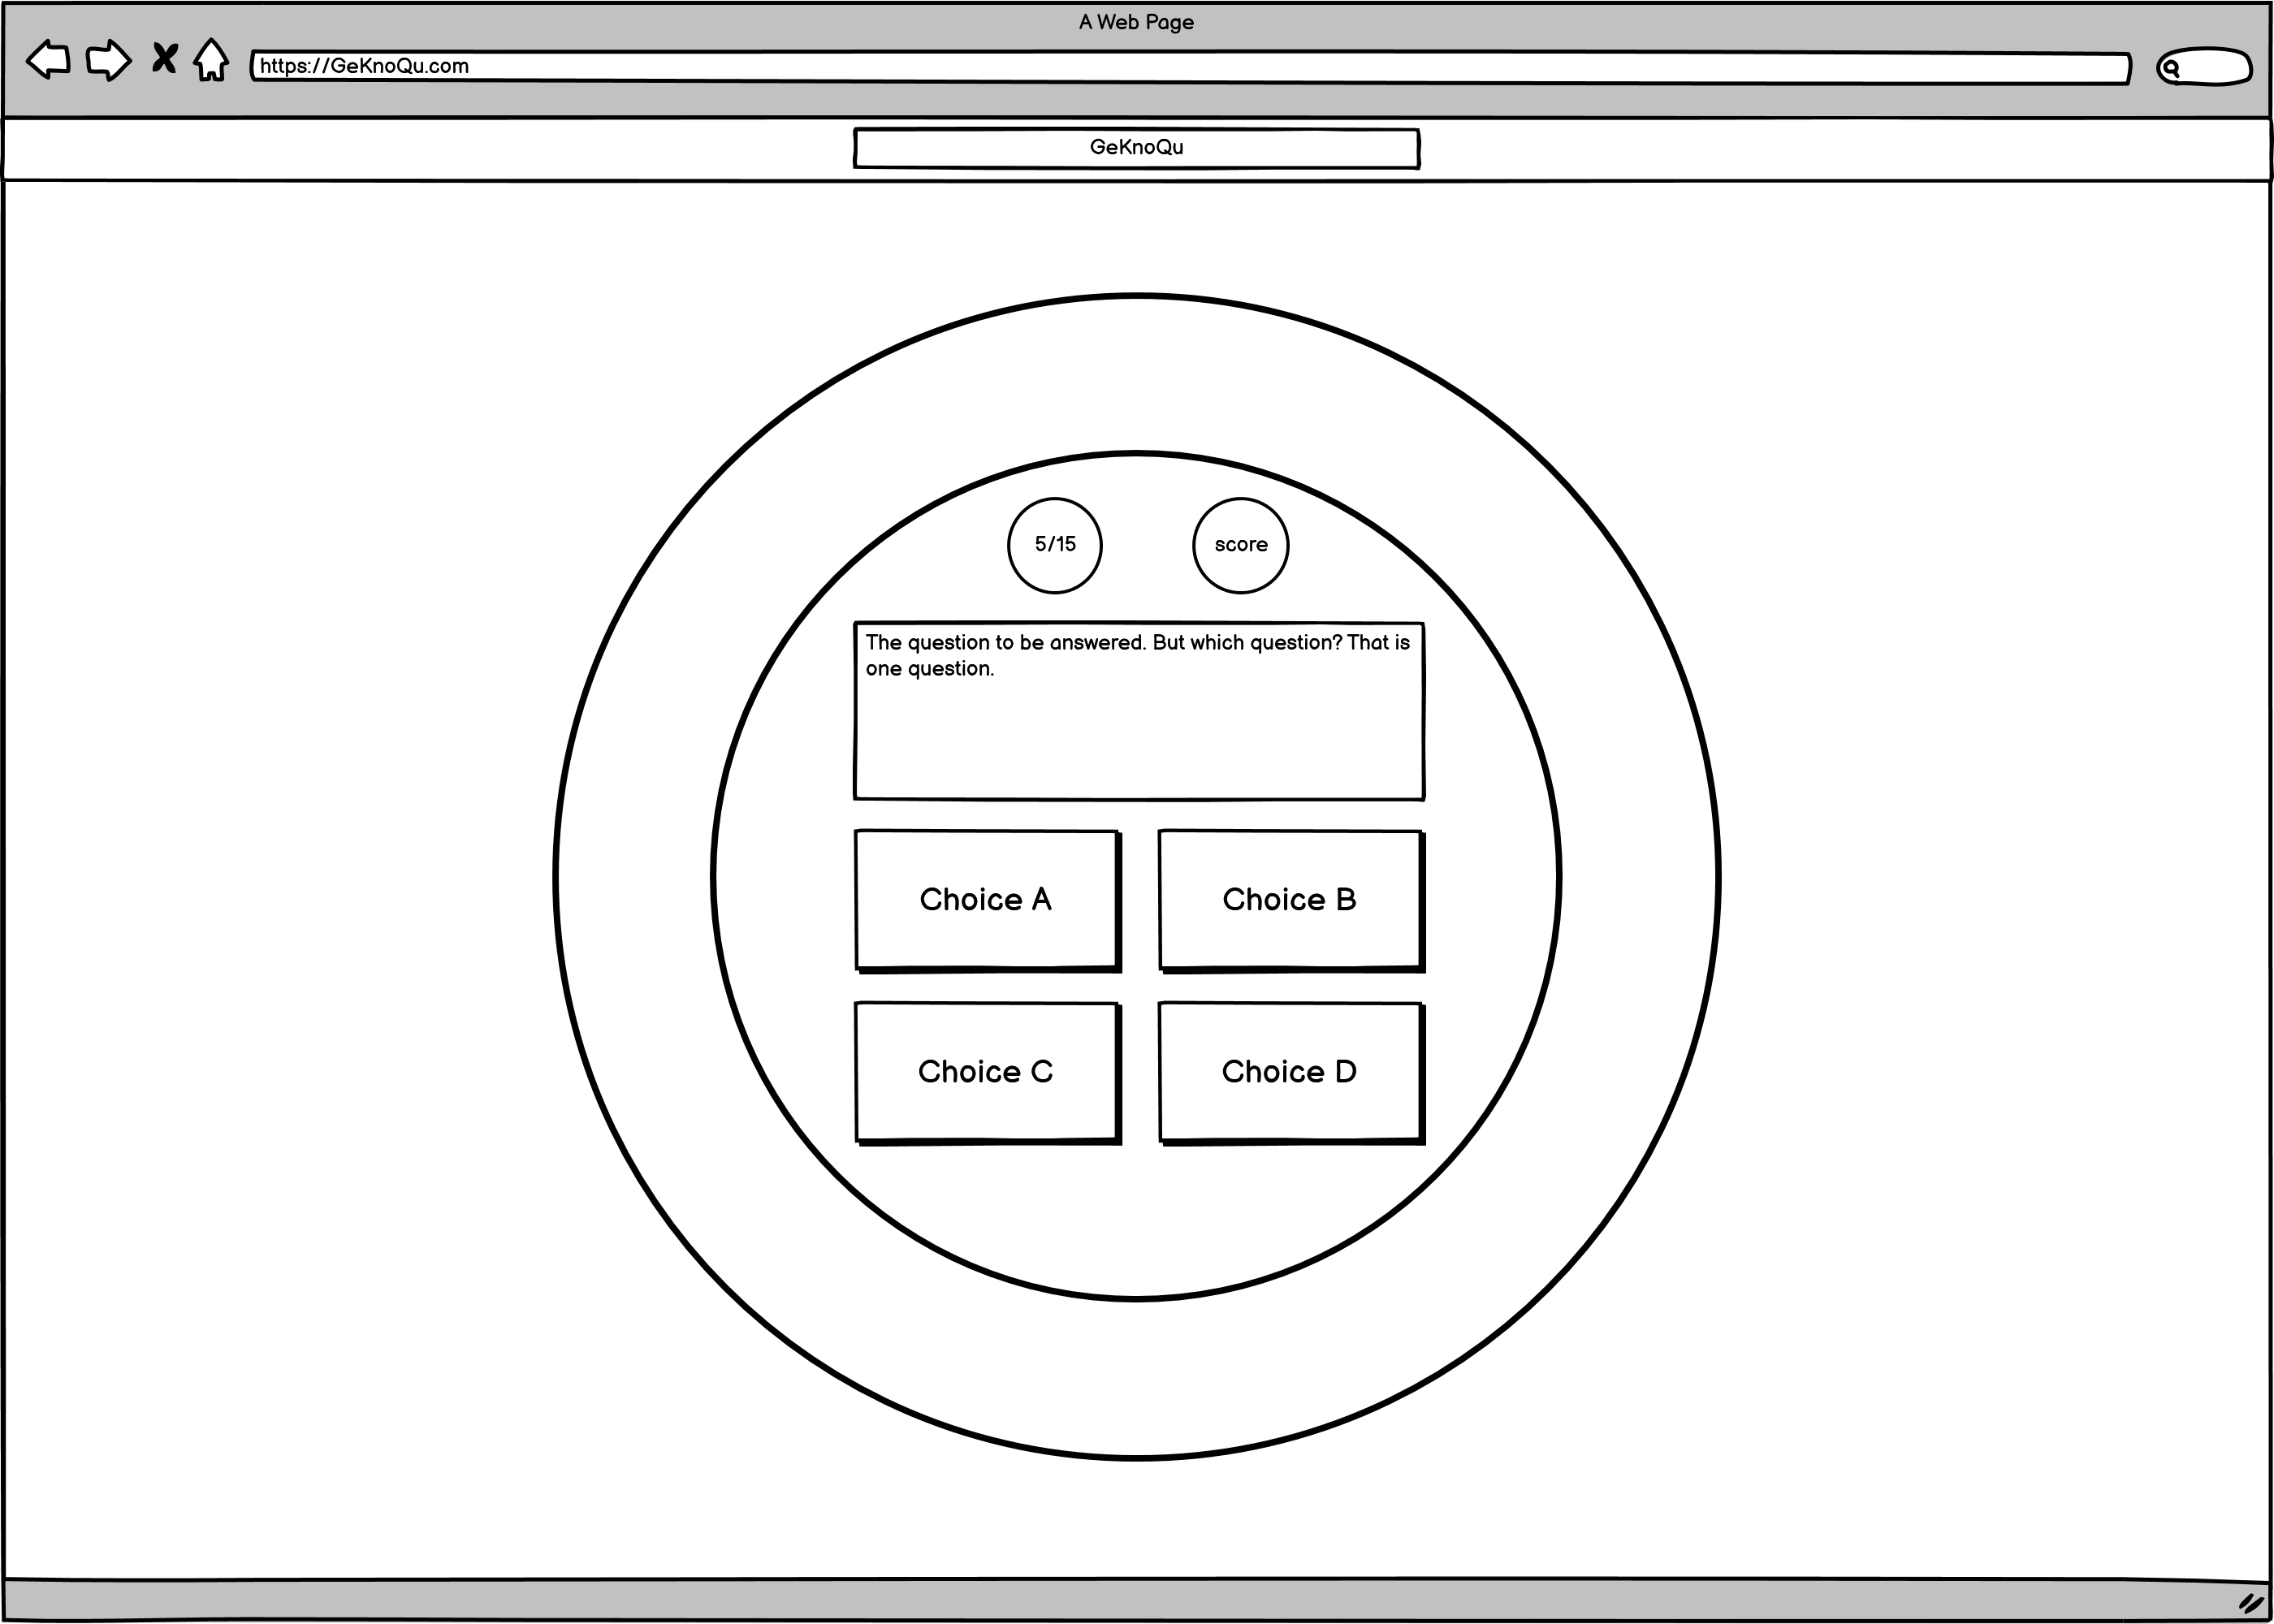 A Web Page
https://GeKnoQu.com
GeKnoQu
5/15
score
The question to be answered. But which question? That is
one question.
Choice A
Choice B
Choice C
Choice D